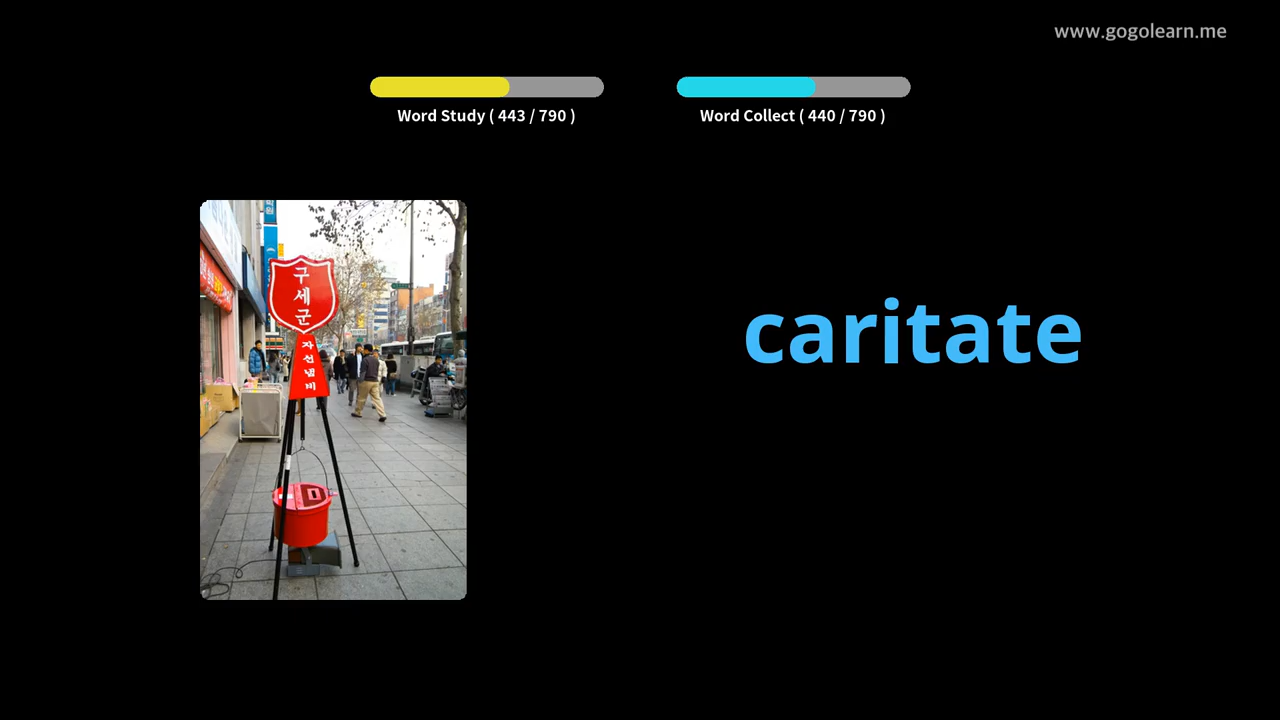 www.gogolearn.me
Word Study ( 443 / 790 )
Word Collect ( 440 / 790 )
구
세
군
자
선
냄
비
caritate